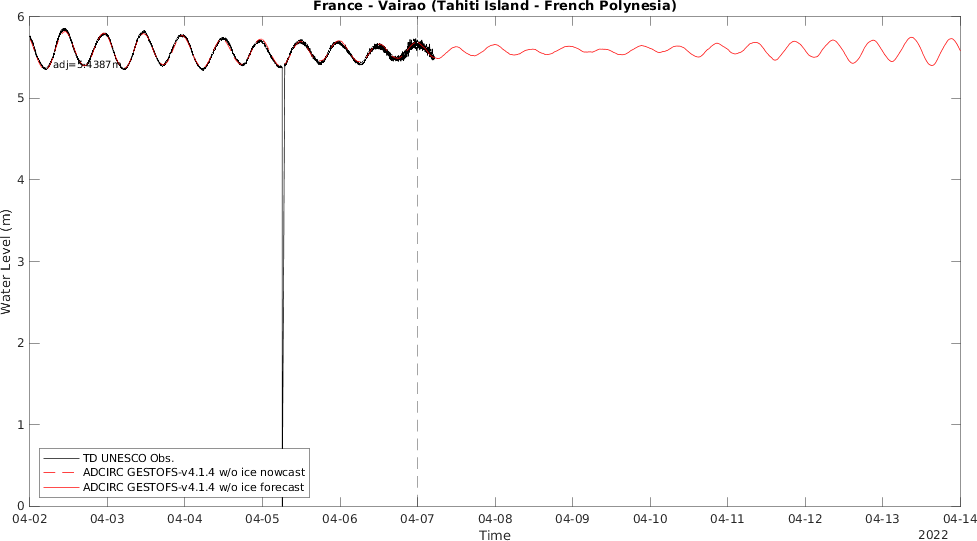 France - Vairao (Tahiti Island - French Polynesia)
Water Level (m)
6
5
4
3
2
1
0
adj=5.4387m
TD UNESCO Obs.
ADCIRC GESTOFS-v4.1.4 w/o ice nowcast
ADCIRC GESTOFS-v4.1.4 w/o ice forecast
04-02 04-03 04-04 04-05 04-06 04-07 04-08 04-09 04-10 04-11 04-12 04-13 04-14
Time
2022